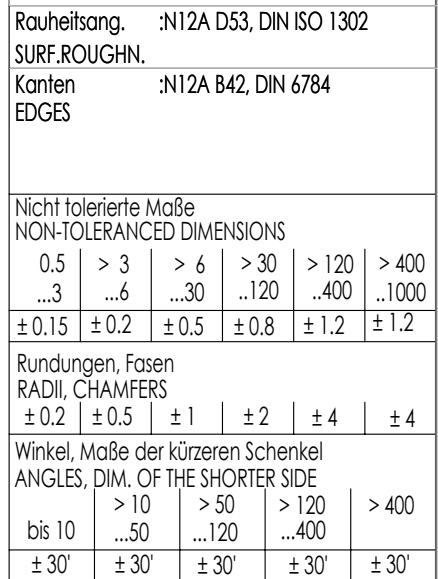 Rauheitsang. :N12A D53, DIN ISO 1302
SURF.ROUGHN.
Kanten :N12A B42, DIN 6784
EDGES
Nicht tolerierte Maße
NON-TOLERANCED DIMENSIONS
0.5 > 3 > 6 > 30 > 120 > 400
...3 ...6 ...30 ..120 ..400 ..1000
± 0.15 ± 0.2 ± 0.5 ± 0.8 ± 1.2 ± 1.2
Rundungen, Fasen
RADII, CHAMFERS
± 0.2 ± 0.5 ± 1 ± 2 ± 4 ± 4
Winkel, Maße der kürzeren Schenkel
ANGLES, DIM. OF THE SHORTER SIDE
> 10 > 50 > 120 > 400
bis 10 ...50 ...120 ...400
± 30' ± 30' ± 30' ± 30' ± 30'